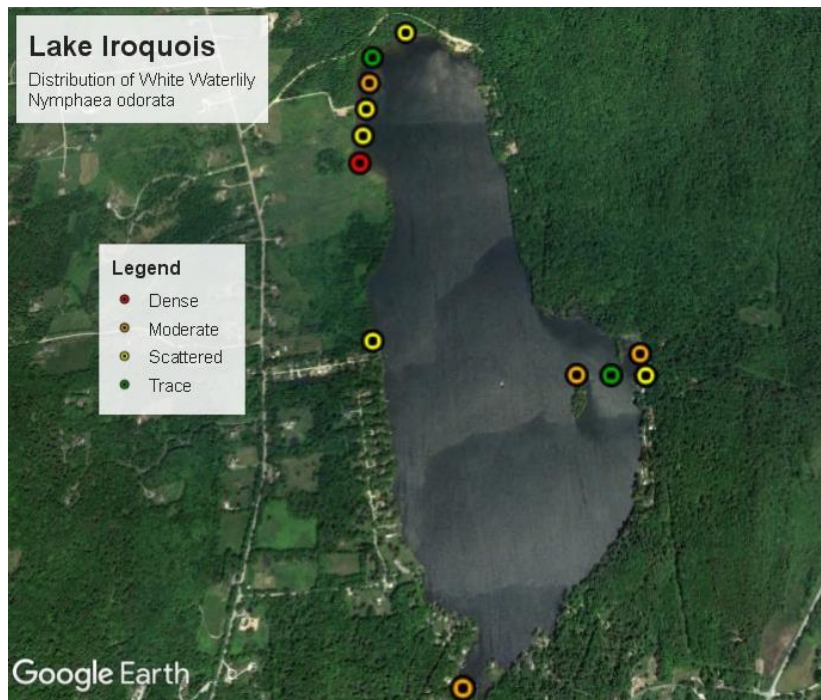 Lake Iroquois
Distribution of White Waterlily
Nymphaea odorata
Legend
Dense
Moderate
Scattered
Trace
Google Earth